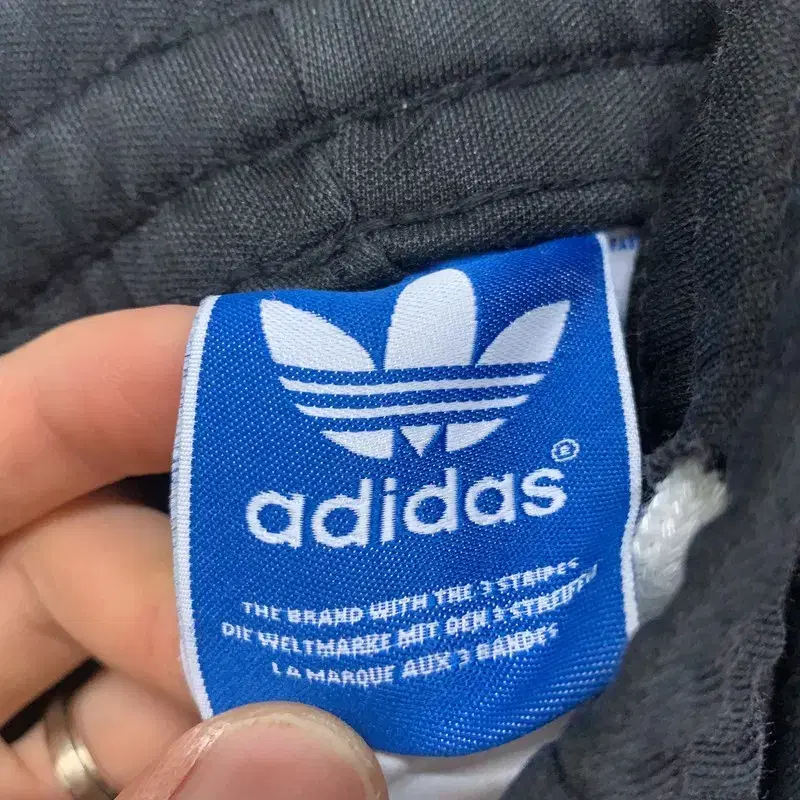 adidas®
THE BRAND WITH THE 3 STRIPES
DIE WELTMARKE MIT DEN 3 STREIFEN
LA MARQUE AUX 3 BANDES